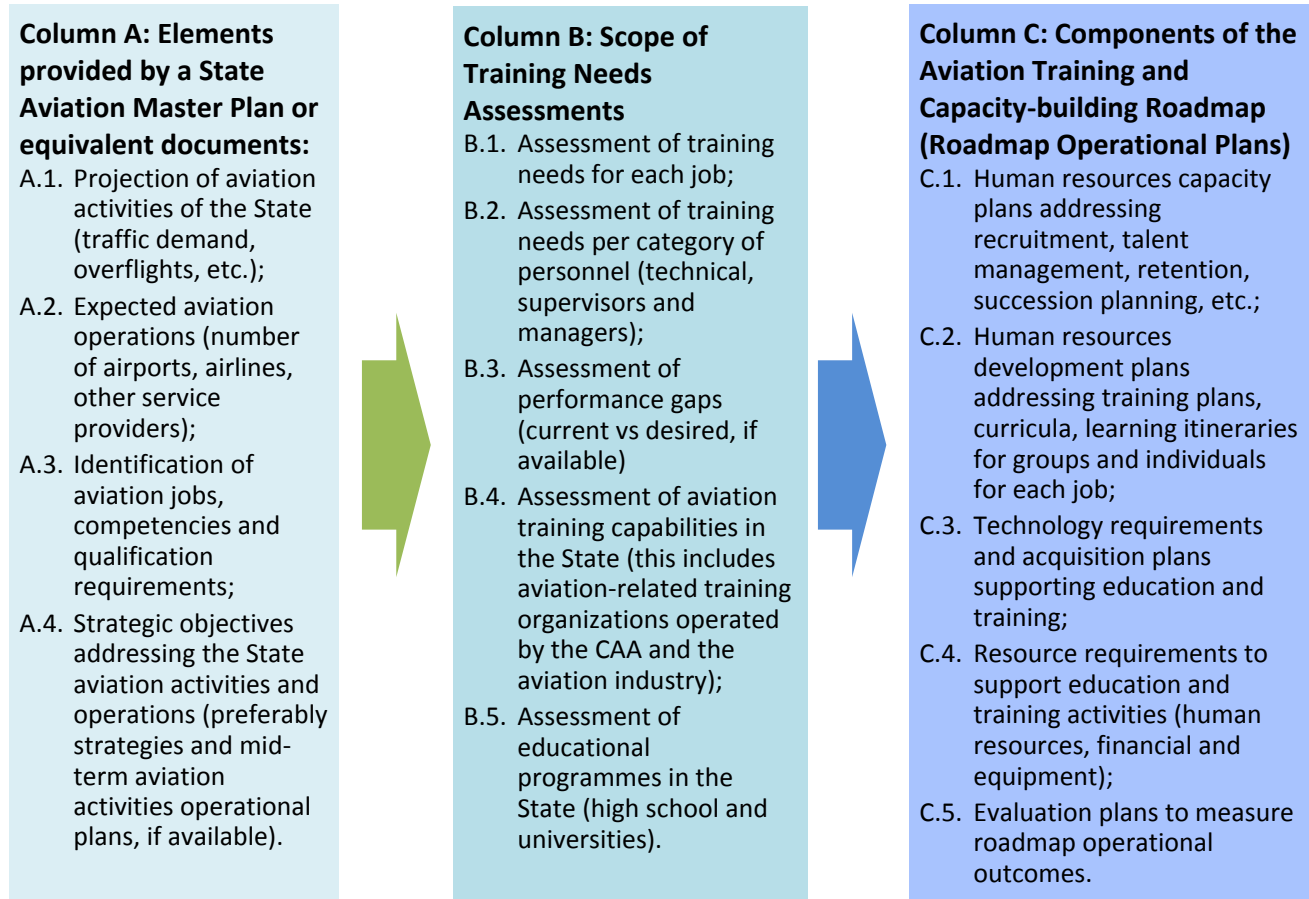 Column A: Elements
provided by a State
Aviation Master Plan or
equivalent documents:
A.1. Projection of aviation
activities of the State
(traffic demand,
overflights, etc.);
A.2. Expected aviation
operations (number
of airports, airlines,
other service
providers);
A.3. Identification of
aviation jobs,
competencies and
qualification
requirements;
A.4. Strategic objectives
addressing the State
aviation activities and
operations (preferably
strategies and mid-
term aviation
activities operational
plans, if available).
Column B: Scope of
Training Needs
Assessments
B.1. Assessment of training
needs for each job;
B.2. Assessment of training
needs per category of
personnel (technical,
supervisors and
managers);
B.3. Assessment of
performance gaps
(current vs desired, if
available)
B.4. Assessment of aviation
training capabilities in
the State (this includes
aviation-related training
organizations operated
by the CAA and the
aviation industry);
B.5. Assessment of
educational
programmes in the
State (high school and
universities).
Column C: Components of the
Aviation Training and
Capacity-building Roadmap
(Roadmap Operational Plans)
C.1. Human resources capacity
plans addressing
recruitment, talent
management, retention,
succession planning, etc.;
C.2. Human resources
development plans
addressing training plans,
curricula, learning itineraries
for groups and individuals
for each job;
C.3. Technology requirements
and acquisition plans
supporting education and
training;
C.4. Resource requirements to
support education and
training activities (human
resources, financial and
equipment);
C.5. Evaluation plans to measure
roadmap operational
outcomes.